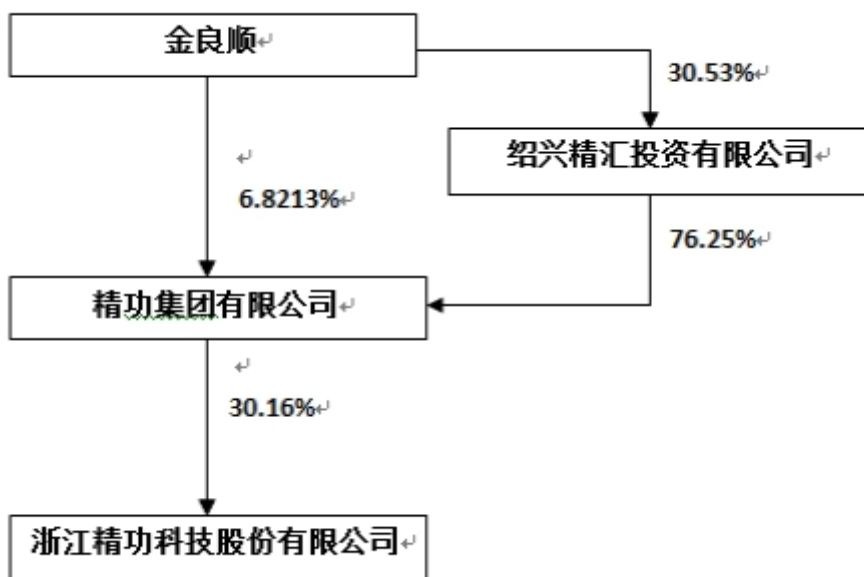 金良顺
30.53%
绍兴精汇投资有限公司
6.8213%
76.25%
精功集团有限公司
30.16%
浙江精功科技股份有限公司